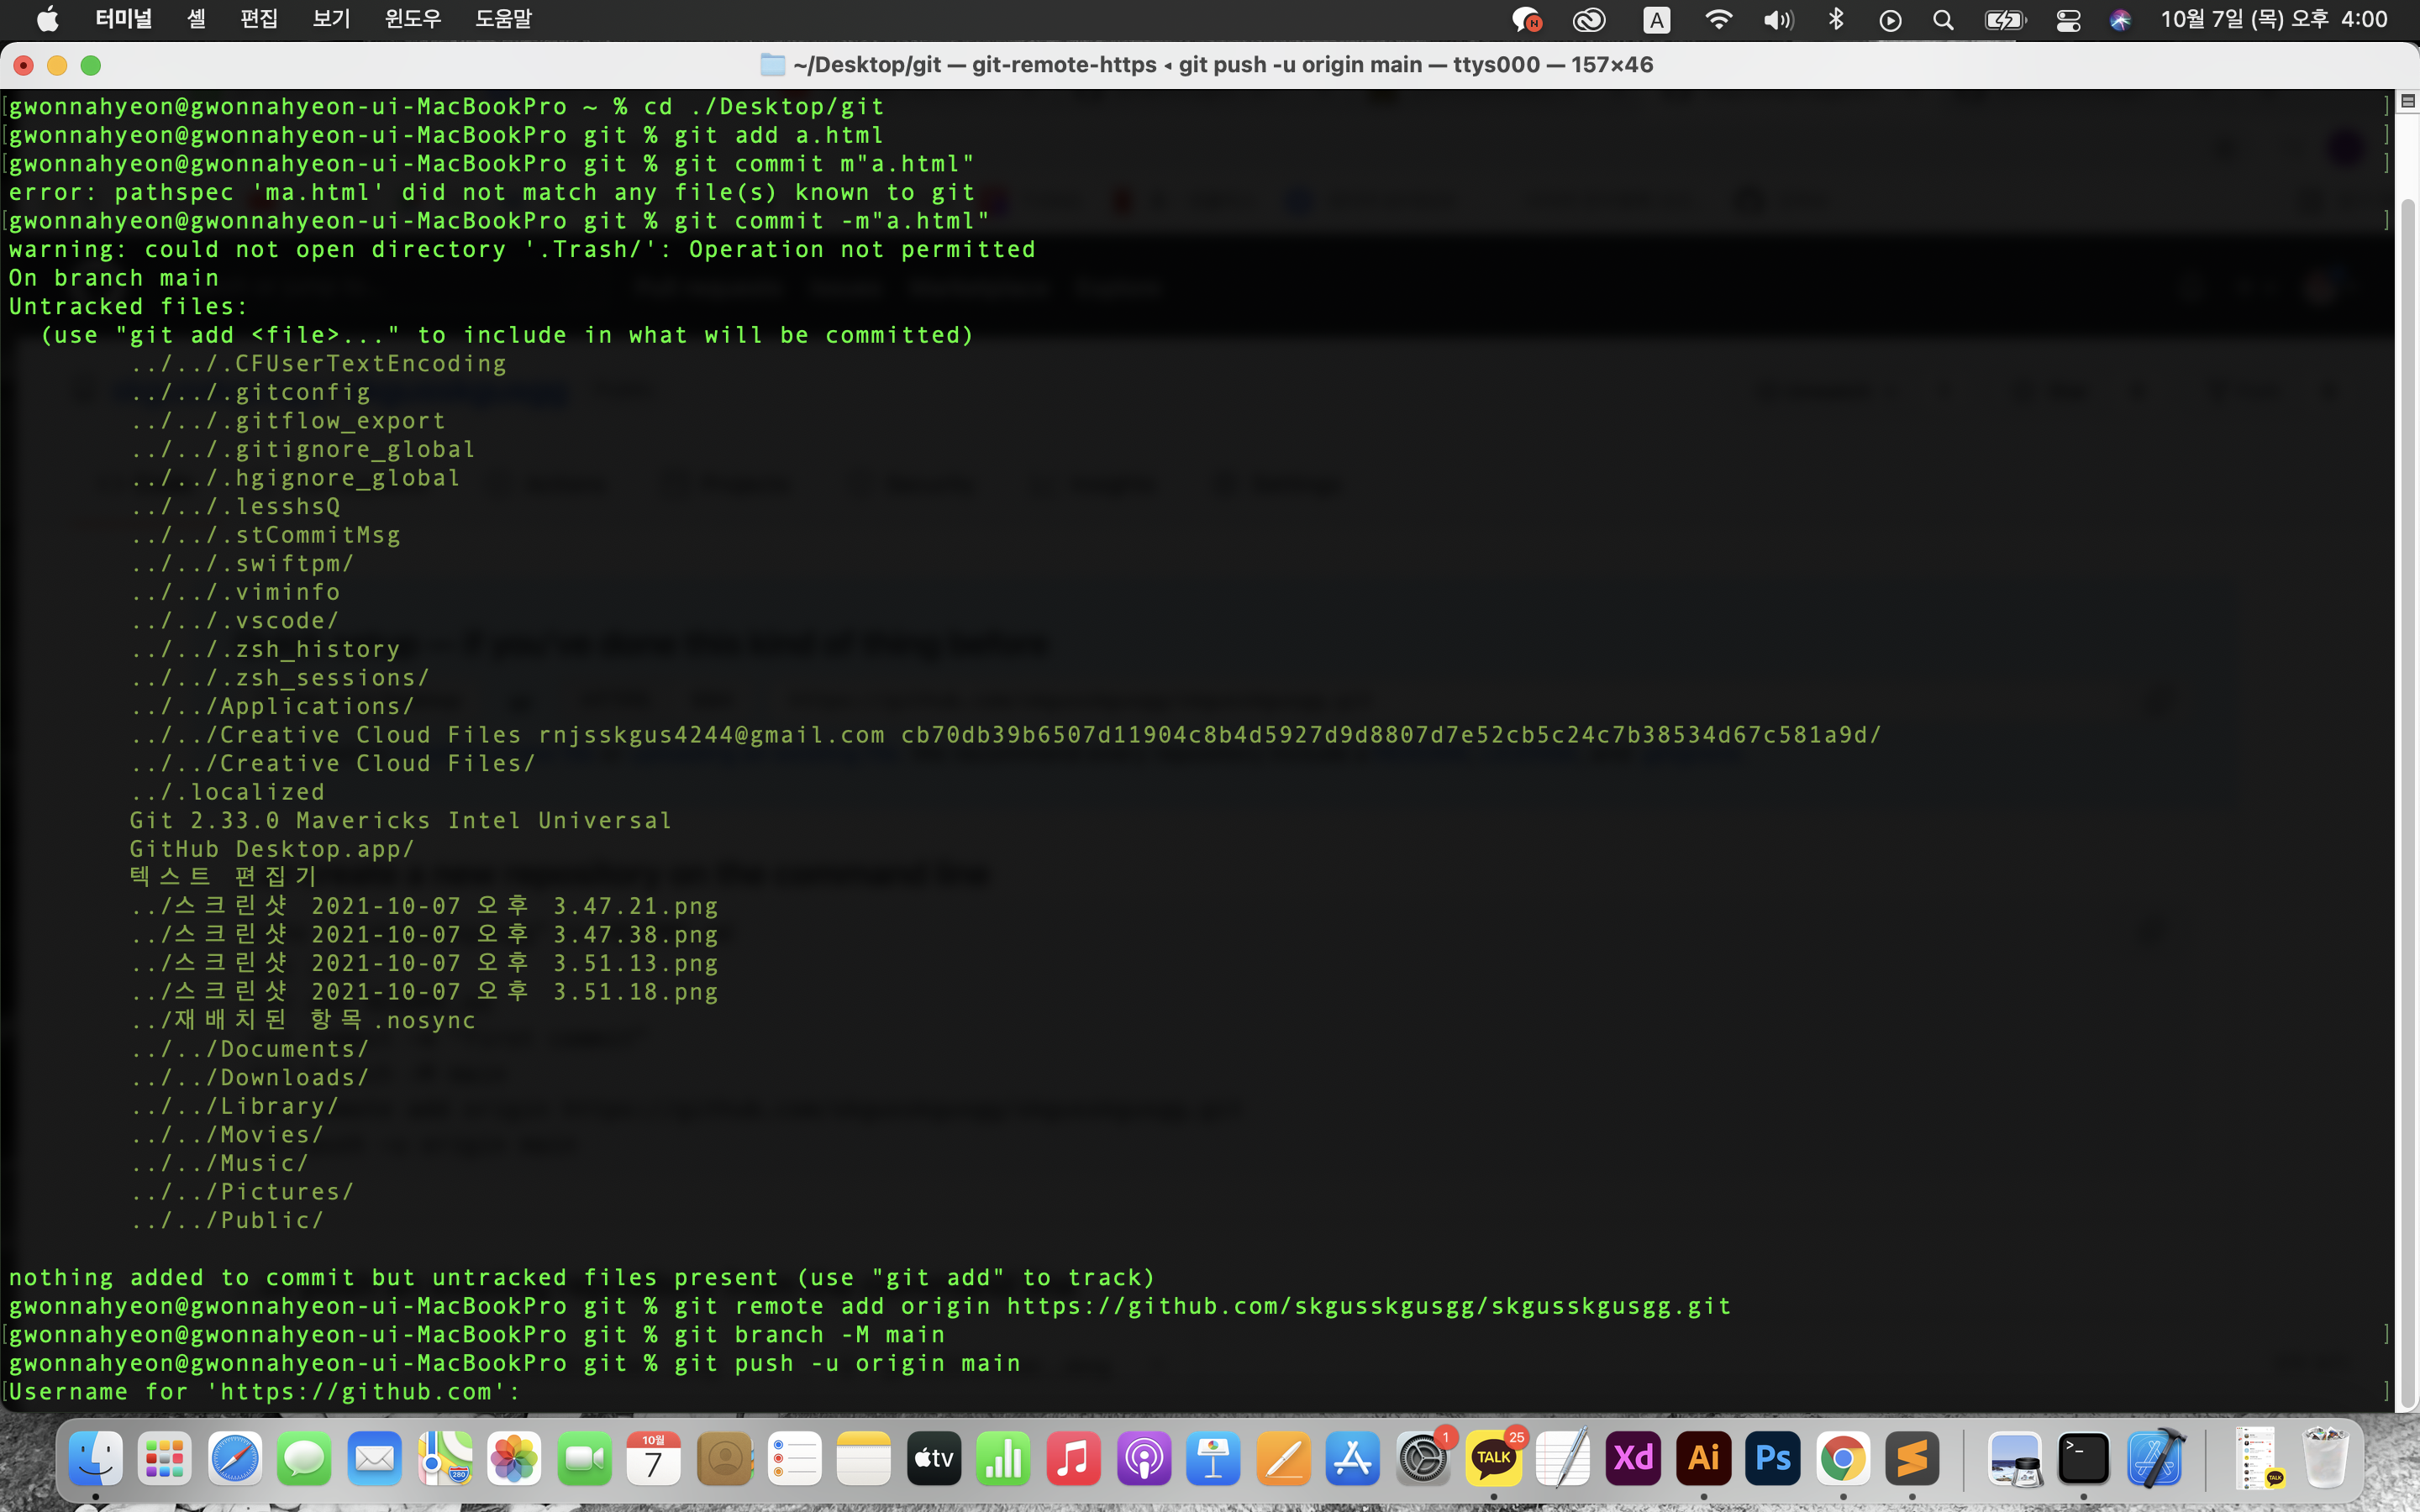 터미널 셸 편집 보기 윈도우 도움말 A 10월 7일 (목) 오후 4:00
~/Desktop/git — git-remote-https ◂ git push -u origin main — ttys000 — 157×46
gwonnahyeon@gwonnahyeon-ui-MacBookPro ~ % cd ./Desktop/git
gwonnahyeon@gwonnahyeon-ui-MacBookPro git % git add a.html
gwonnahyeon@gwonnahyeon-ui-MacBookPro git % git commit m"a.html"
error: pathspec 'ma.html' did not match any file(s) known to git
gwonnahyeon@gwonnahyeon-ui-MacBookPro git % git commit -m"a.html"
warning: could not open directory '.Trash/': Operation not permitted
On branch main
Untracked files:
(use "git add <file>..." to include in what will be committed)
../../.CFUserTextEncoding
../../.gitconfig
../../.gitflow_export
../../.gitignore_global
../../.hgignore_global
../../.lesshsQ
../../.stCommitMsg
../../.swiftpm/
../../.viminfo
../../.vscode/
../../.zsh_history
../../.zsh_sessions/
../../Applications/
../../Creative Cloud Files rnjsskgus4244@gmail.com cb70db39b6507d11904c8b4d5927d9d8807d7e52cb5c24c7b38534d67c581a9d/
../../Creative Cloud Files/
../.localized
Git 2.33.0 Mavericks Intel Universal
GitHub Desktop.app/
텍스트 편집기
../스크린샷 2021-10-07 오후 3.47.21.png
../스크린샷 2021-10-07 오후 3.47.38.png
../스크린샷 2021-10-07 오후 3.51.13.png
../스크린샷 2021-10-07 오후 3.51.18.png
../재배치된 항목.nosync
../../Documents/
../../Downloads/
../../Library/
../../Movies/
../../Music/
../../Pictures/
../../Public/
nothing added to commit but untracked files present (use "git add" to track)
gwonnahyeon@gwonnahyeon-ui-MacBookPro git % git remote add origin https://github.com/skgusskgusgg/skgusskgusgg.git
gwonnahyeon@gwonnahyeon-ui-MacBookPro git % git branch -M main
gwonnahyeon@gwonnahyeon-ui-MacBookPro git % git push -u origin main
Username for 'https://github.com':
280 10월 7 tv 1 TALK 25 Xd Ai Ps >_ TALK